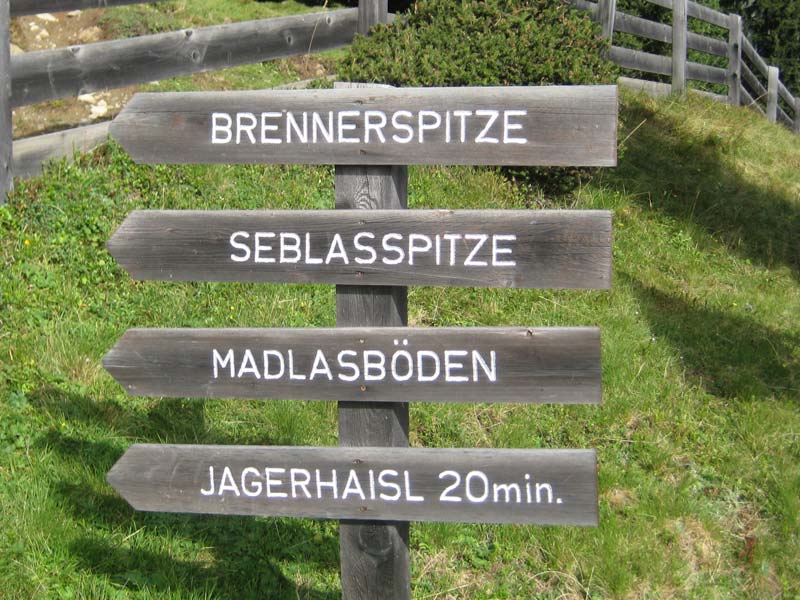 BRENNERSPITZE
SEBLASSPITZE
MADLASBÖDEN
JAGERHAISL 20min.